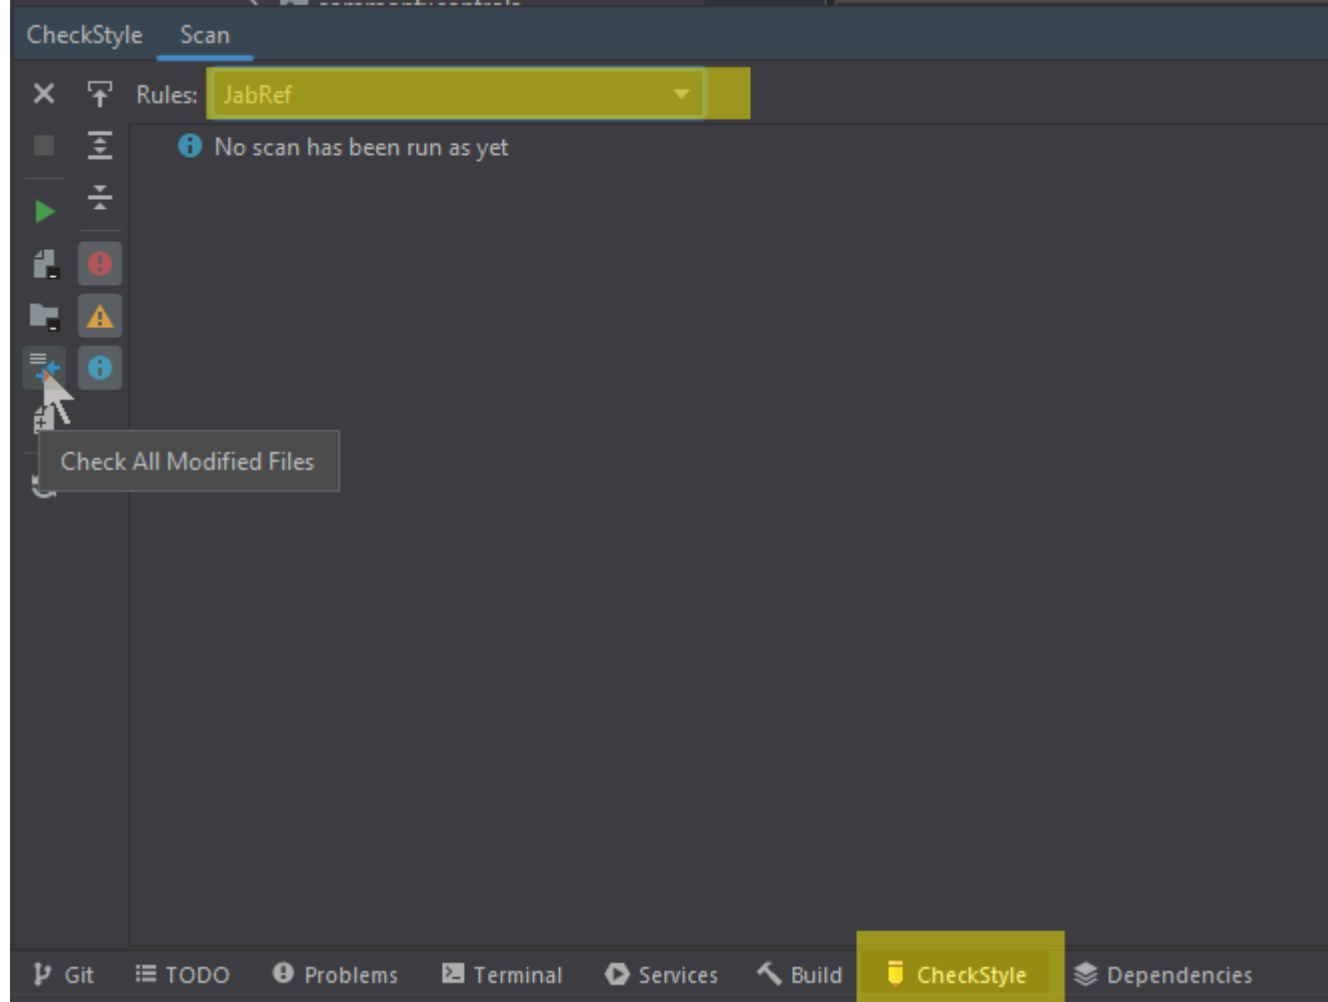 CheckStyle Scan
Rules: JabRef
No scan has been run as yet
Check All Modified Files
Git TODO Problems Terminal Services Build CheckStyle Dependencies